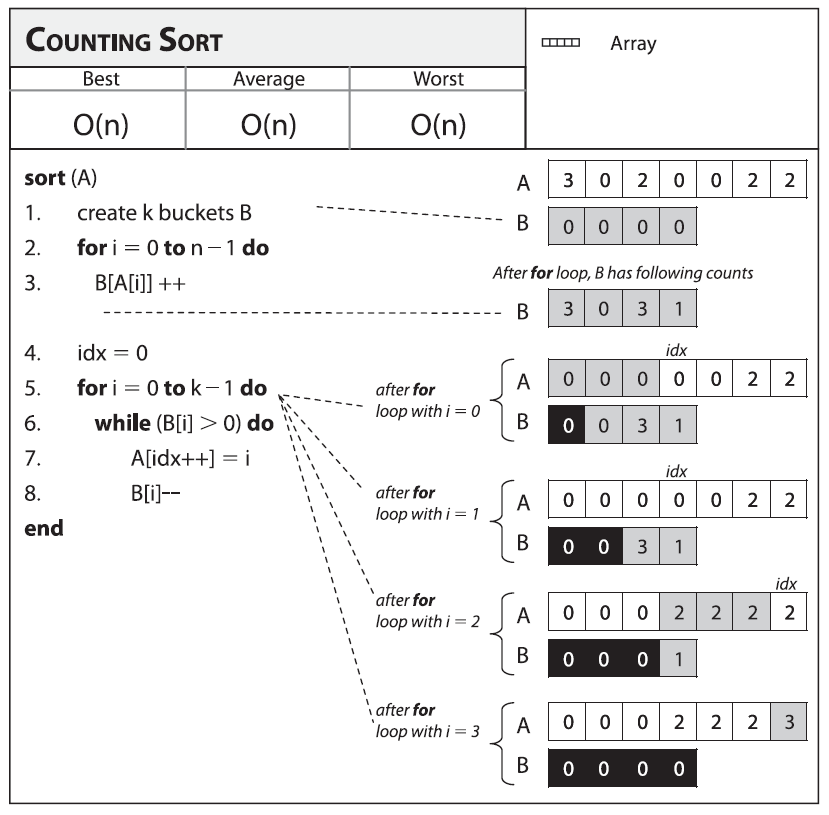 COUNTING SORT
Array
Best Average Worst
O(n) O(n) O(n)
sort (A)
1. create k buckets B
2. for i = 0 to n – 1 do
3. B[A[i]] ++
4. idx = 0
5. for i = 0 to k – 1 do
6. while (B[i] > 0) do
7. A[idx++] = i
8. B[i]––
end
A 3 0 2 0 0 2 2
B 0 0 0 0
After for loop, B has following counts
B 3 0 3 1
after for
loop with i = 0
idx
A 0 0 0 0 0 2 2
B 0 0 3 1
after for
loop with i = 1
idx
A 0 0 0 0 0 2 2
B 0 0 3 1
after for
loop with i = 2
idx
A 0 0 0 2 2 2 2
B 0 0 0 1
after for
loop with i = 3
A 0 0 0 2 2 2 3
B 0 0 0 0